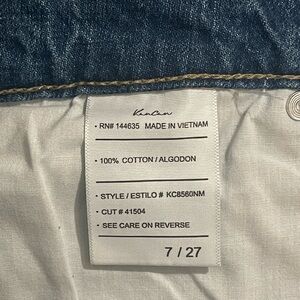 KanCan
• RN# 144635 MADE IN VIETNAM
• 100% COTTON / ALGODON
• STYLE / ESTILO # KC8560NM
• CUT # 41504
• SEE CARE ON REVERSE
7 / 27